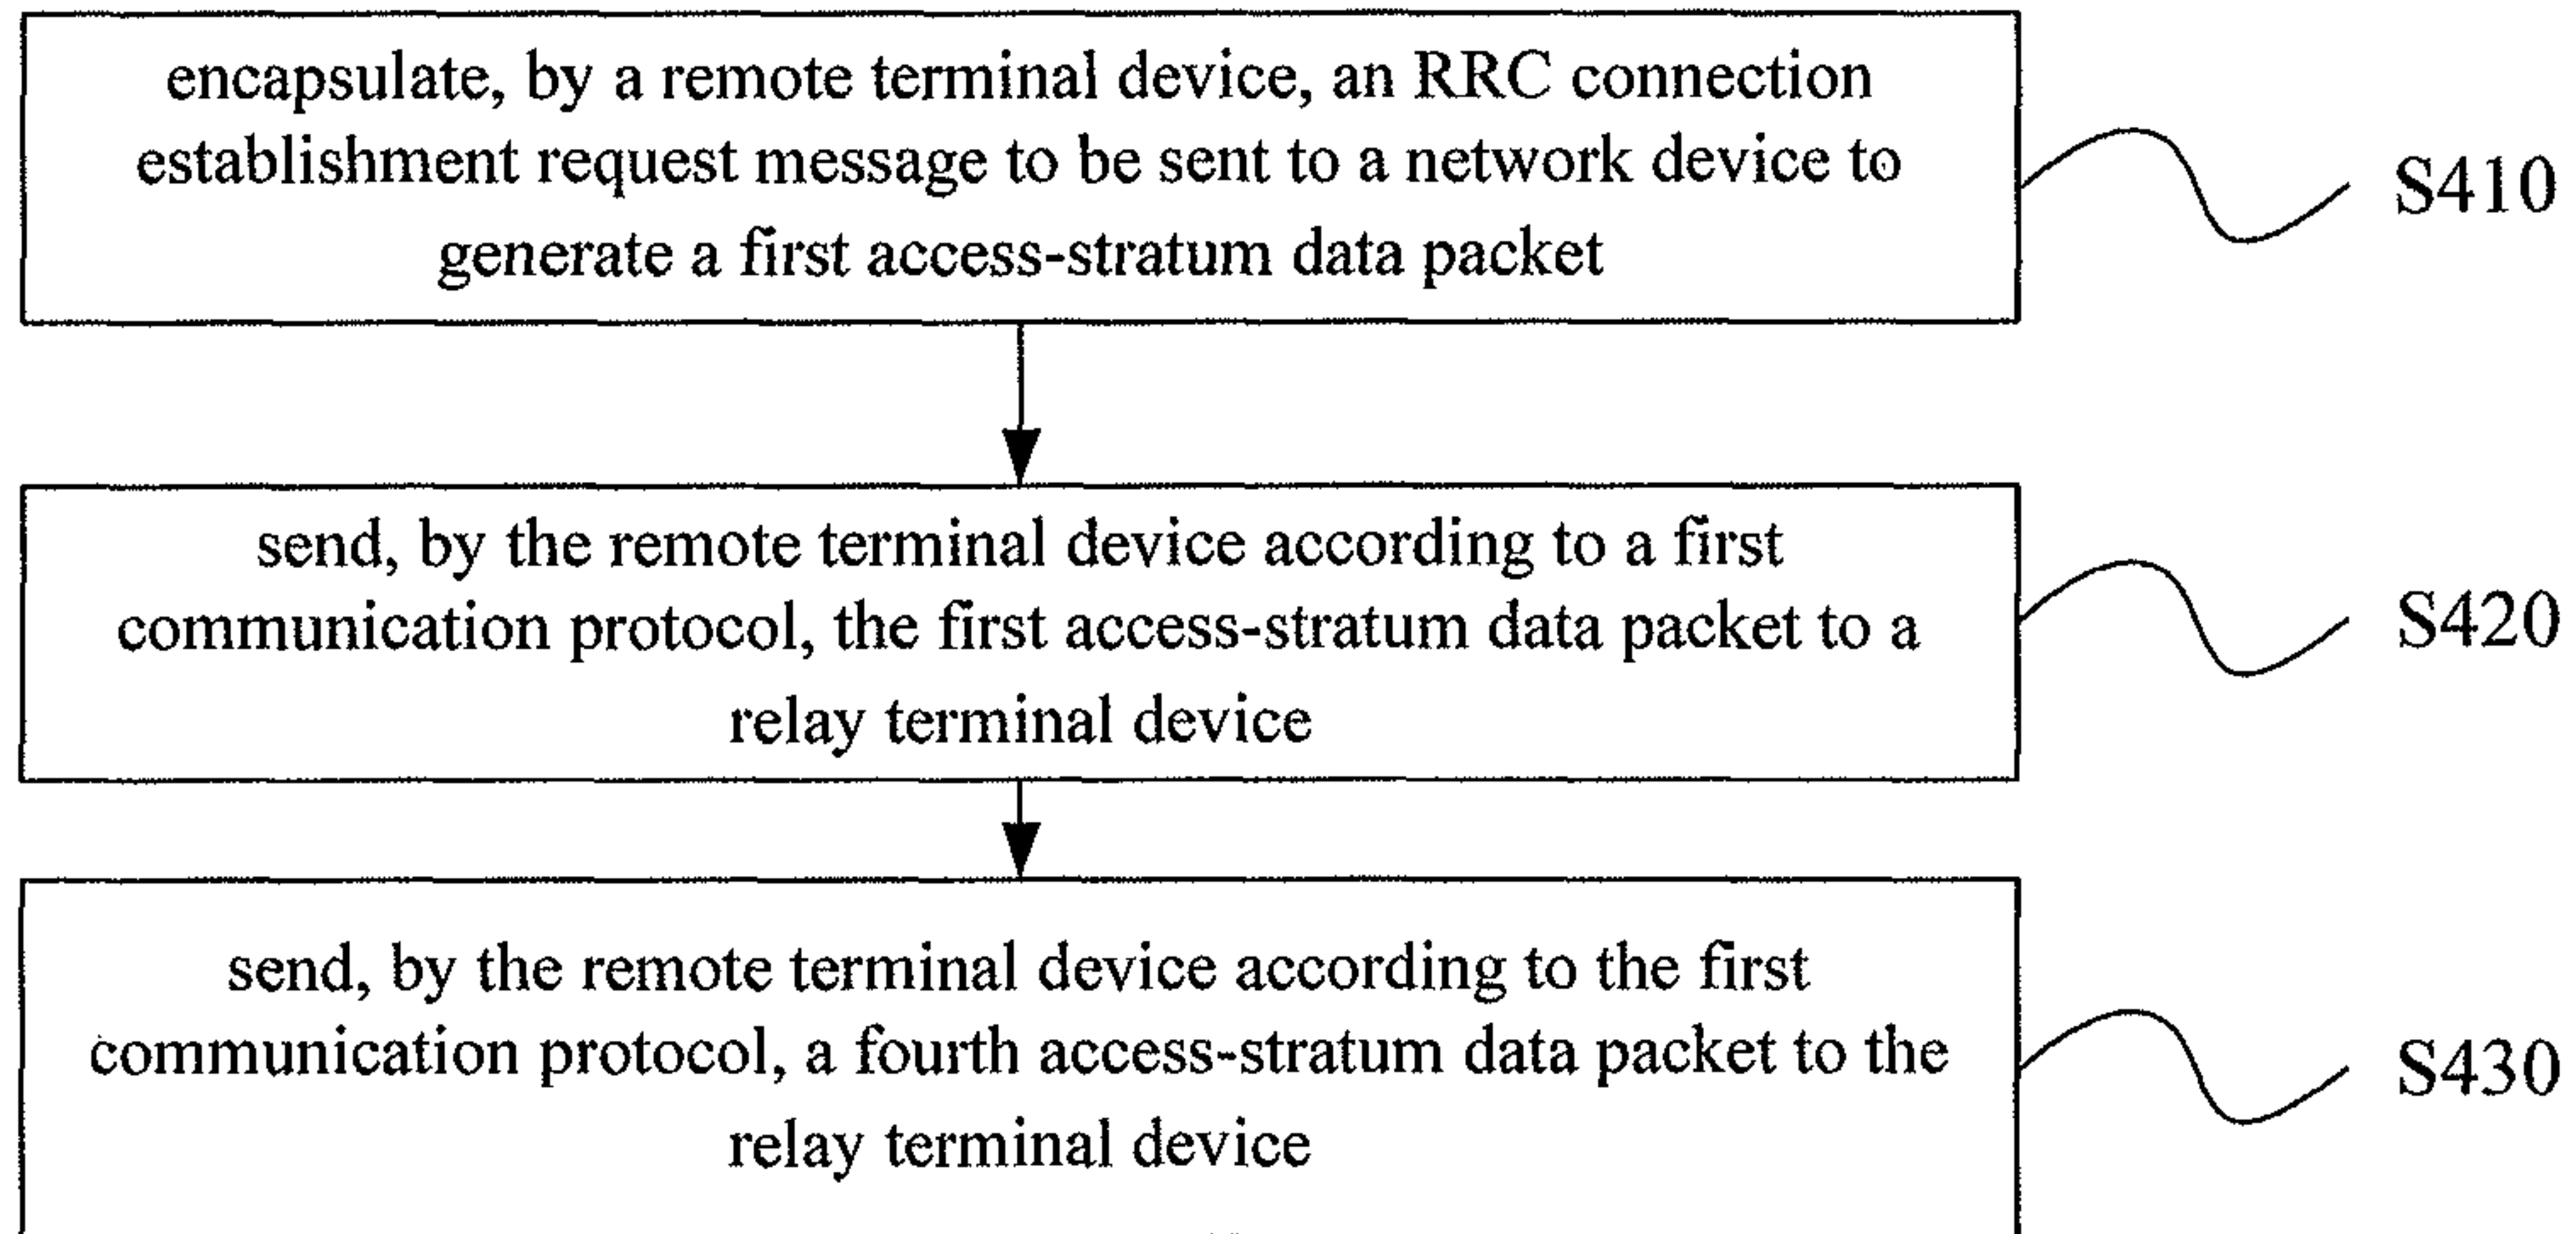 encapsulate, by a remote terminal device, an RRC connection
establishment request message to be sent to a network device to
generate a first access-stratum data packet
S410
send, by the remote terminal device according to a first
communication protocol, the first access-stratum data packet to a
relay terminal device
S420
send, by the remote terminal device according to the first
communication protocol, a fourth access-stratum data packet to the
relay terminal device
S430